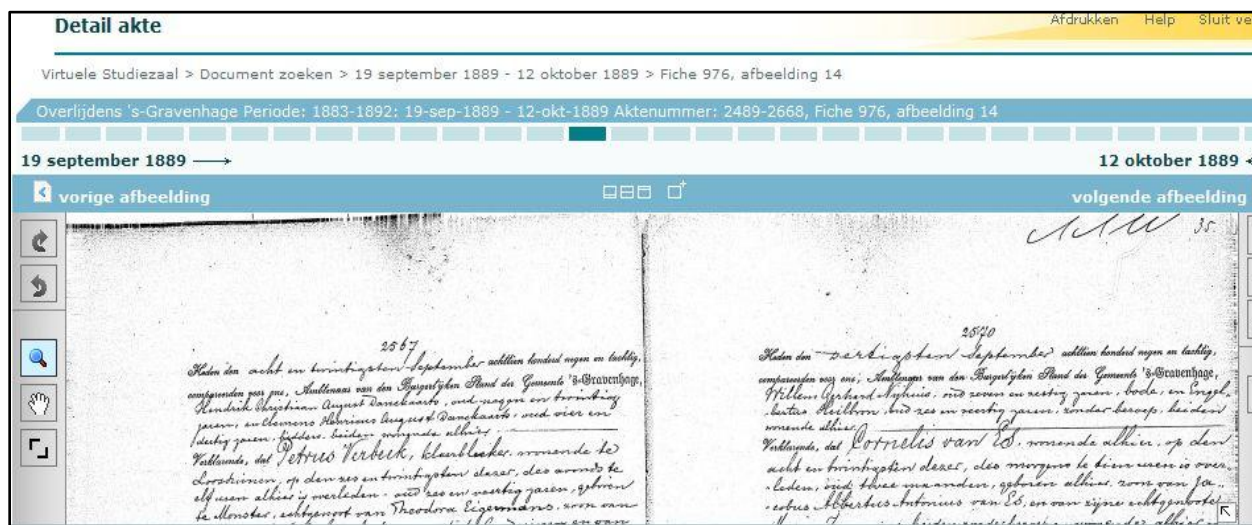 Detail akte
Afdrukken Help Sluit ve
Virtuele Studiezaal > Document zoeken > 19 september 1889 - 12 oktober 1889 > Fiche 976, afbeelding 14
Overlijdens 's-Gravenhage Periode: 1883-1892: 19-sep-1889 - 12-okt-1889 Aktenummer: 2489-2668, Fiche 976, afbeelding 14
19 september 1889
12 oktober 1889
vorige afbeelding
volgende afbeelding
35
2567
Heden den acht en twintigsten September achttien honderd negen en tachtig,
compareerden voor ons, Ambtenaar van den Burgerlijken Stand der Gemeente 's-Gravenhage,
Hendrik Christiaan August Danekaarts, oud negen en twintig
jaren, en Clemens Henricus August Danekaarts, oud vier en
dertig jaren, bidders, beiden wonende alhier
Verklarende, dat Petrus Verbeek, kleerbleeker, wonende te
Loosduinen, op den zes en twintigsten dezer, des avonds te
elf uren alhier is overleden, oud zes en veertig jaren, geboren
te Monster, echtgenoot van Theodora Eigermans, zoon van
2570
Heden den dertigsten September achttien honderd negen en tachtig,
compareerden voor ons, Ambtenaar van den Burgerlijken Stand der Gemeente 's-Gravenhage,
Willem Gerhard Nyhuis, oud zeven en zestig jaren, bode, en Engel-
bertus Heilbron, oud zes en veertig jaren, zonder beroep, beiden
wonende alhier
Verklarende, dat Cornelis van Es, wonende alhier, op den
acht en twintigsten dezer, des morgens te tien uren is over-
leden, oud twee maanden, geboren alhier, zoon van Ja-
cobus Albertus Antonius van Es, en van zijne echtgenoote